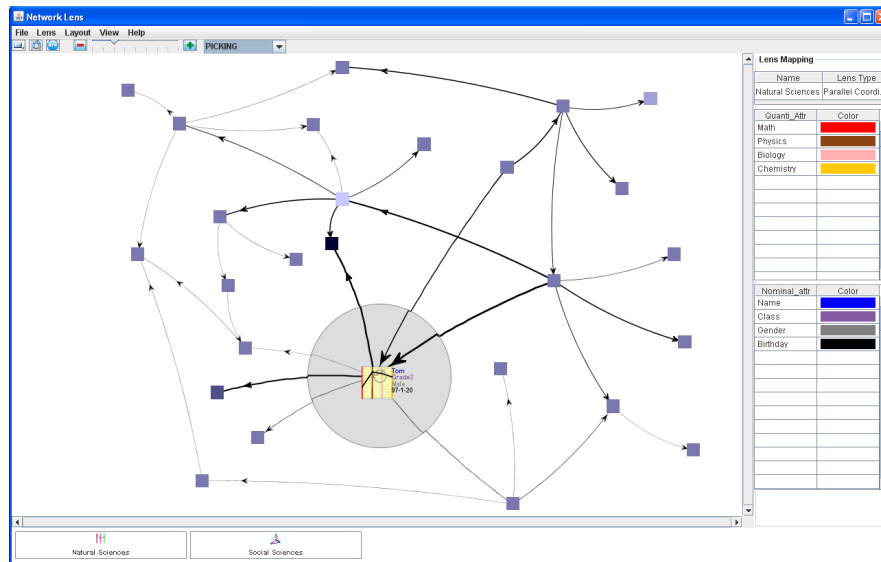 Network Lens
File Lens Layout View Help
PICKING
Lens Mapping
Name Lens Type
Natural Sciences Parallel Coordi...
Quanti_Attr Color
Math
Physics
Biology
Chemistry
Nominal_attr Color
Name
Class
Gender
Birthday
Tom
Grade2
Male
97-1-20
Natural Sciences Social Sciences